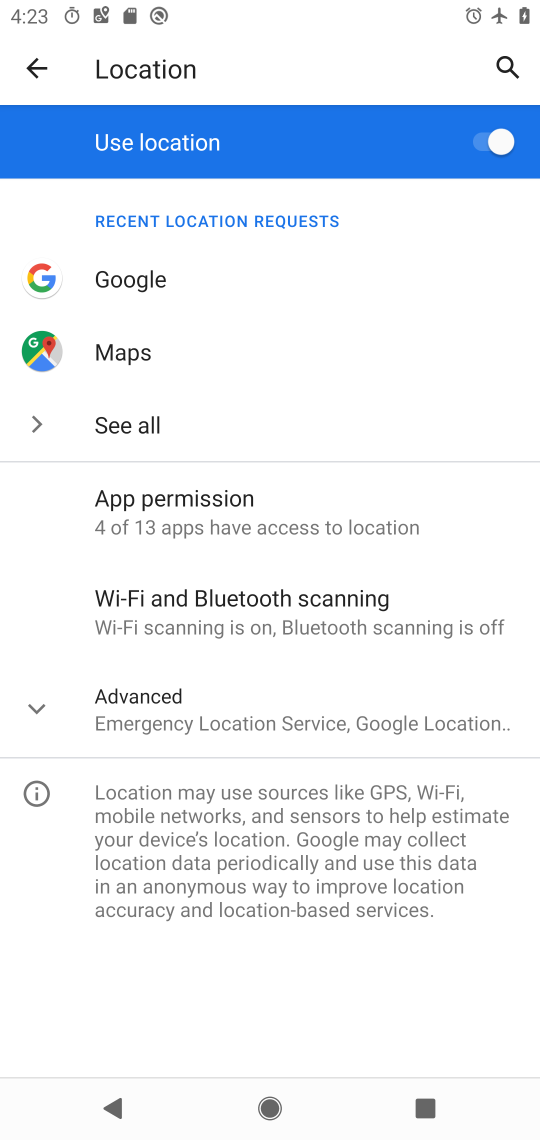 4:23
Location
Use location
RECENT LOCATION REQUESTS
Google
Maps
See all
App permission
4 of 13 apps have access to location
Wi-Fi and Bluetooth scanning
Wi-Fi scanning is on, Bluetooth scanning is off
Advanced
Emergency Location Service, Google Location..
Location may use sources like GPS, Wi-Fi,
mobile networks, and sensors to help estimate
your device's location. Google may collect
location data periodically and use this data
in an anonymous way to improve location
accuracy and location-based services.